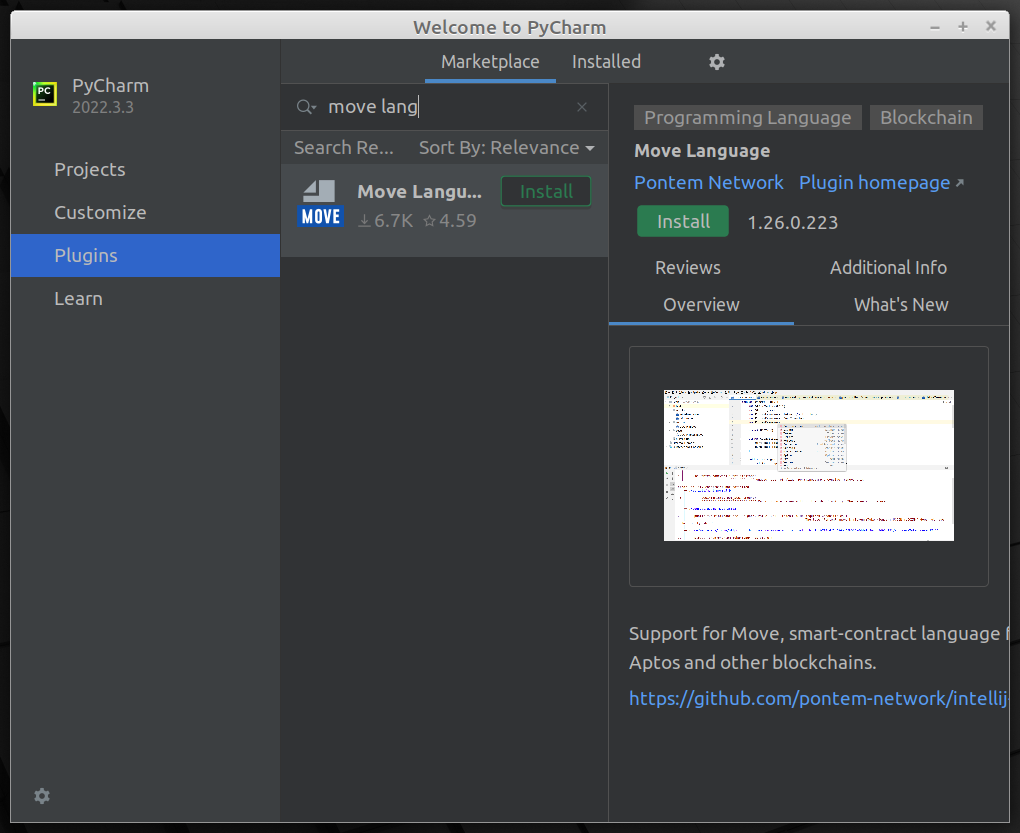 Welcome to PyCharm
PyCharm
2022.3.3
Projects
Customize
Plugins
Learn
Marketplace
Installed
move lang
Search Re...
Sort By: Relevance
MOVE
Move Langu...
Install
6.7K
4.59
Programming Language
Blockchain
Move Language
Pontem Network
Plugin homepage
Install
1.26.0.223
Reviews
Additional Info
Overview
What's New
Support for Move, smart-contract language
Aptos and other blockchains.
https://github.com/pontem-network/intellij